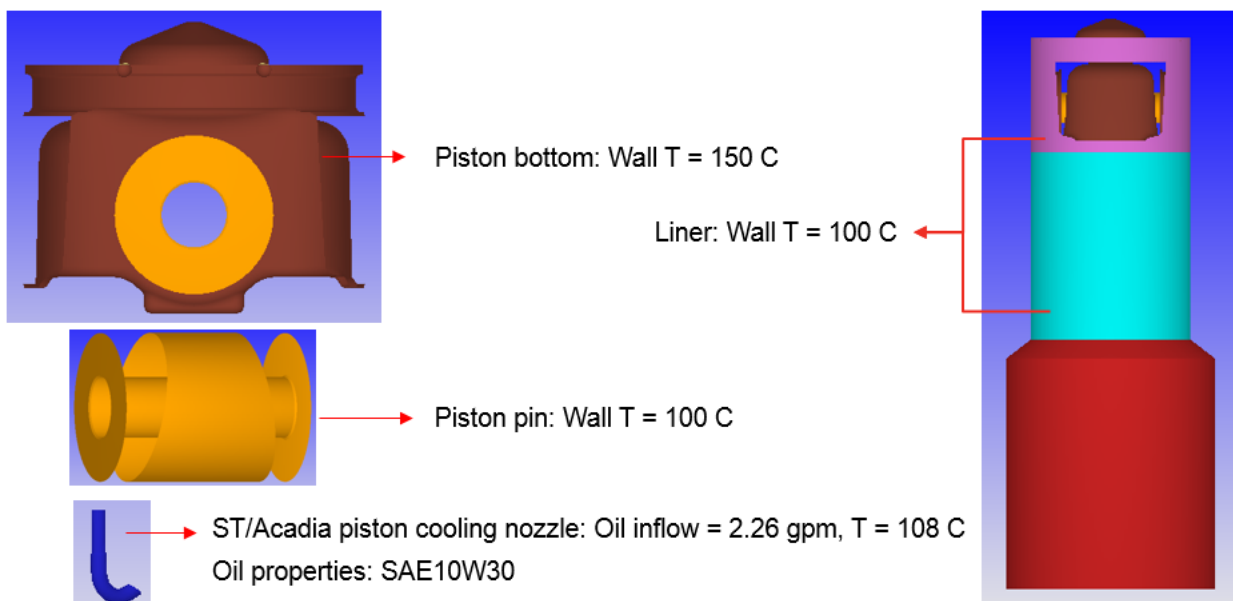 Piston bottom: Wall T = 150 C
Liner: Wall T = 100 C
Piston pin: Wall T = 100 C
ST/Acadia piston cooling nozzle: Oil inflow = 2.26 gpm, T = 108 C
Oil properties: SAE10W30